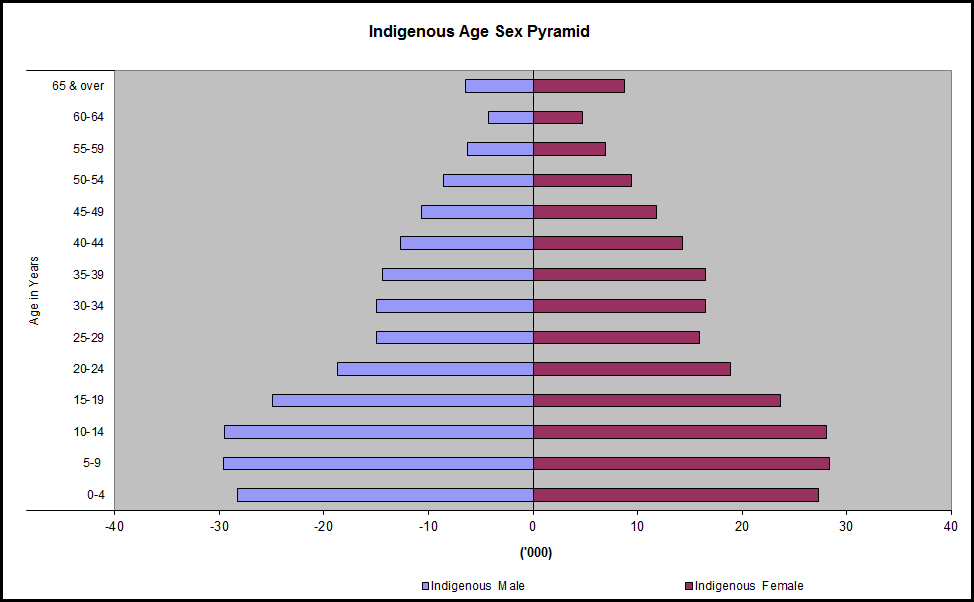 Indigenous Age Sex Pyramid
65 & over
60-64
55-59
50-54
45-49
40-44
35-39
30-34
25-29
20-24
15-19
10-14
5-9
0-4
Age in Years
-40 -30 -20 -10 0 10 20 30 40
('000)
Indigenous Male Indigenous Female